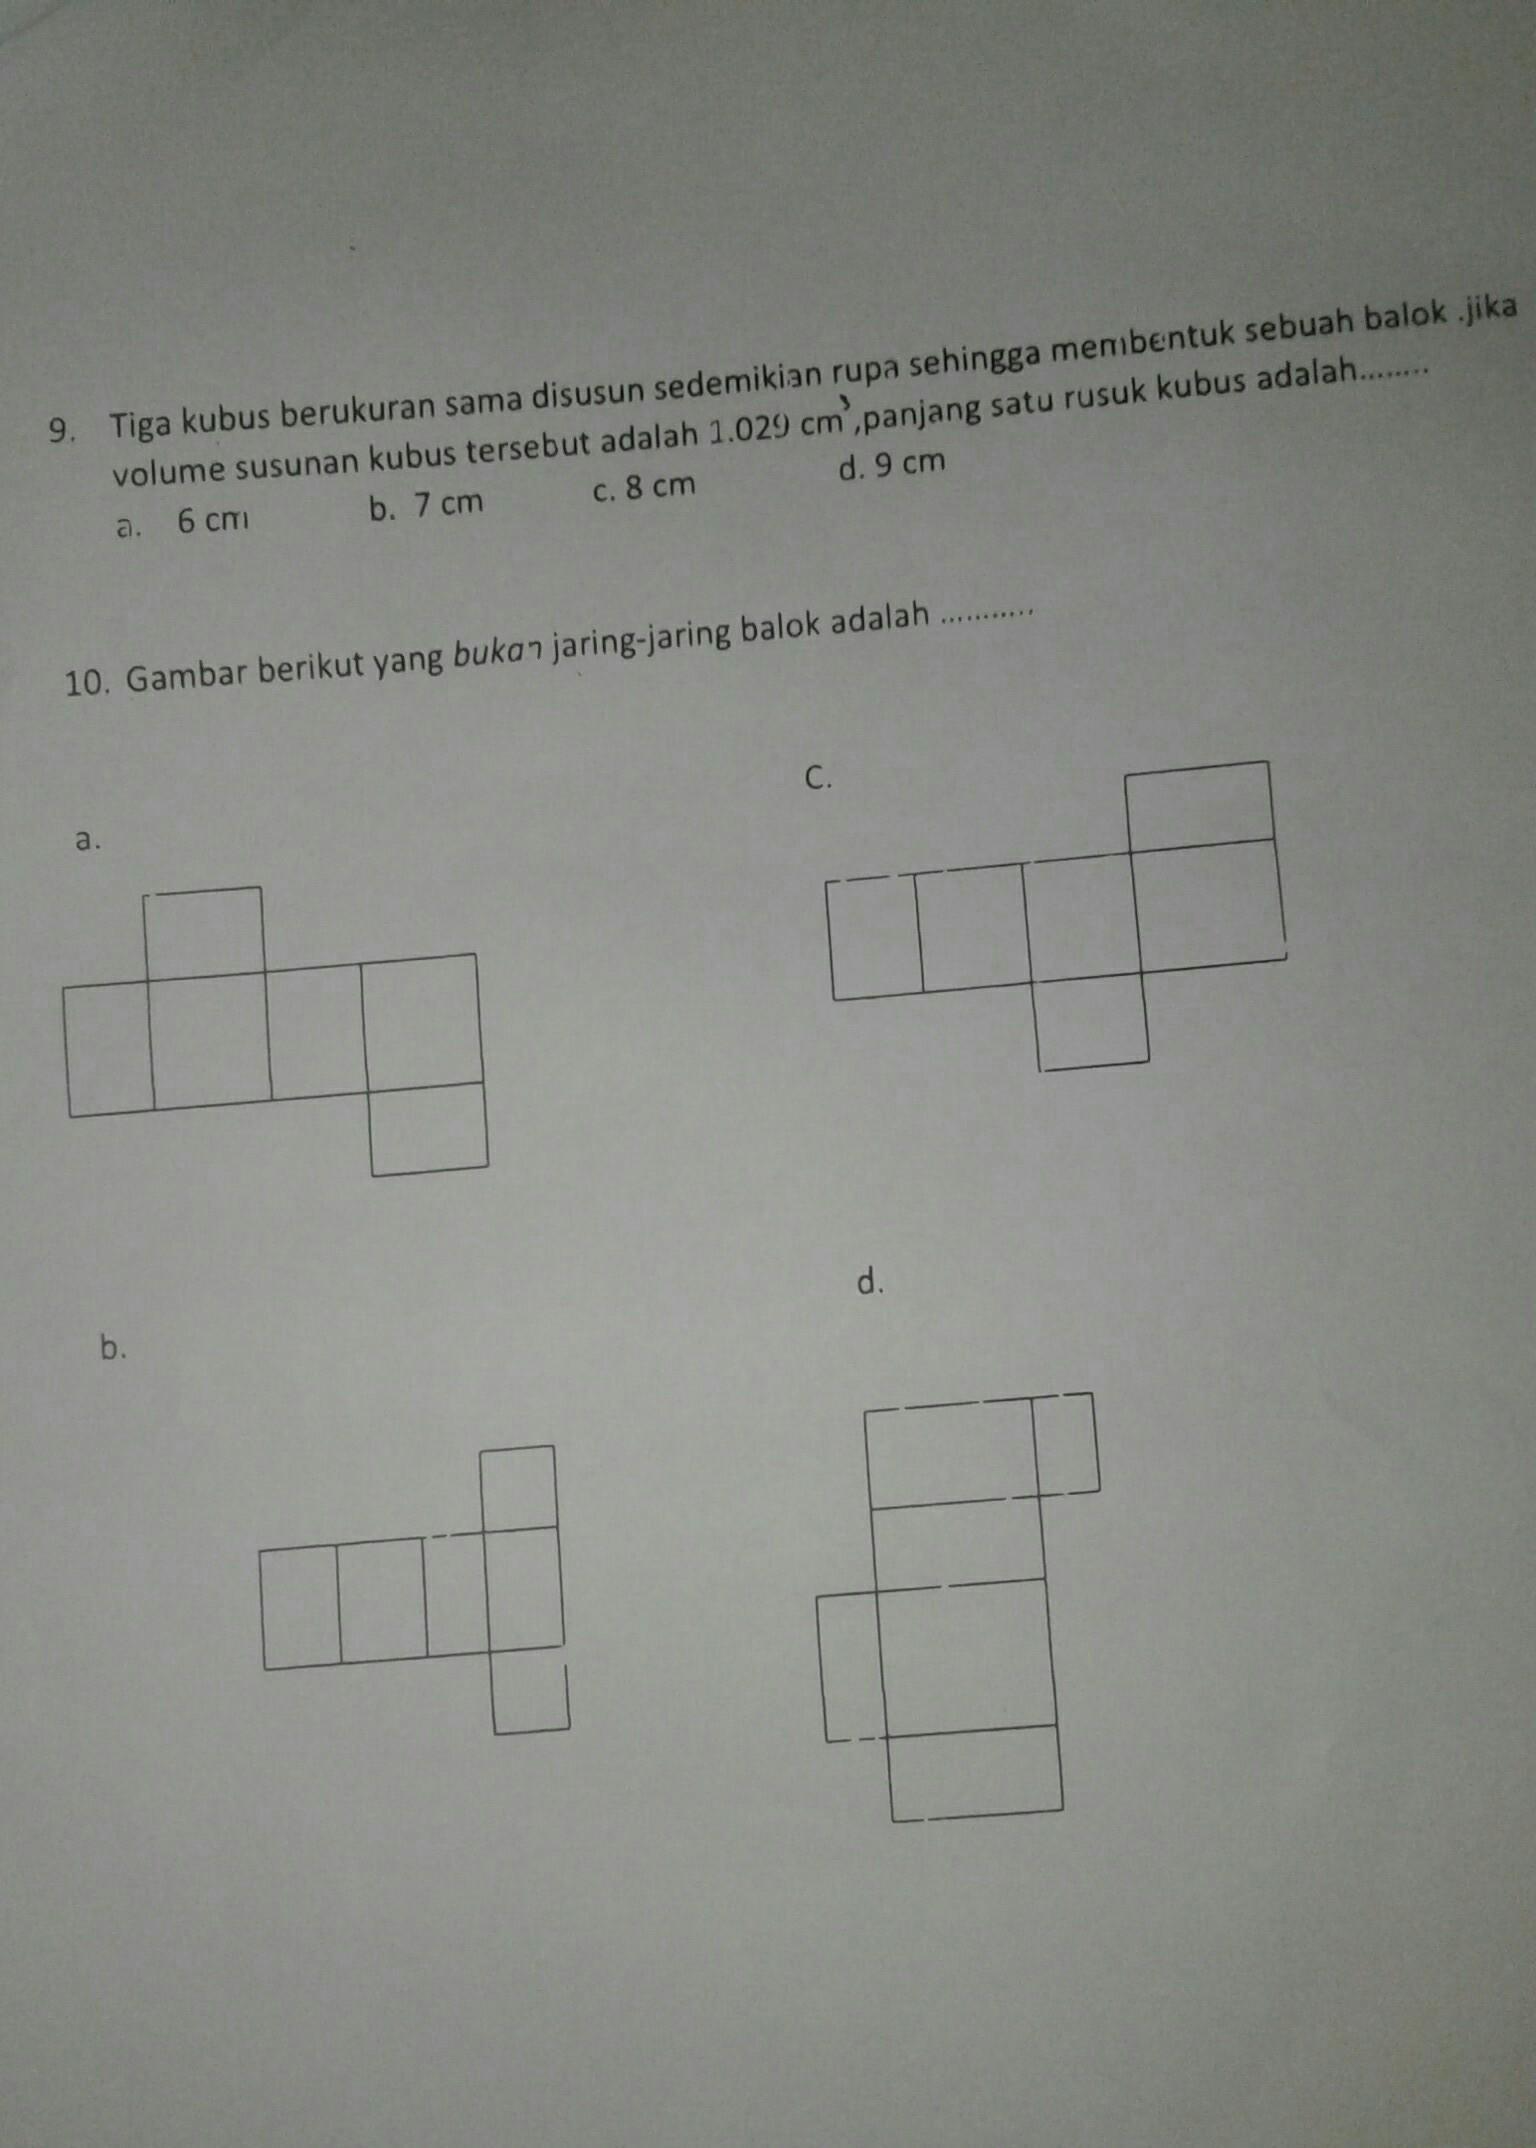 9. Tiga kubus berukuran sama disusun sedemikian rupa sehingga membentuk sebuah balok .jika
volume susunan kubus tersebut adalah 1.029 cm³,panjang satu rusuk kubus adalah........
a. 6 cm b. 7 cm c. 8 cm d. 9 cm
10. Gambar berikut yang bukan jaring-jaring balok adalah ...........
C.
a.
d.
b.